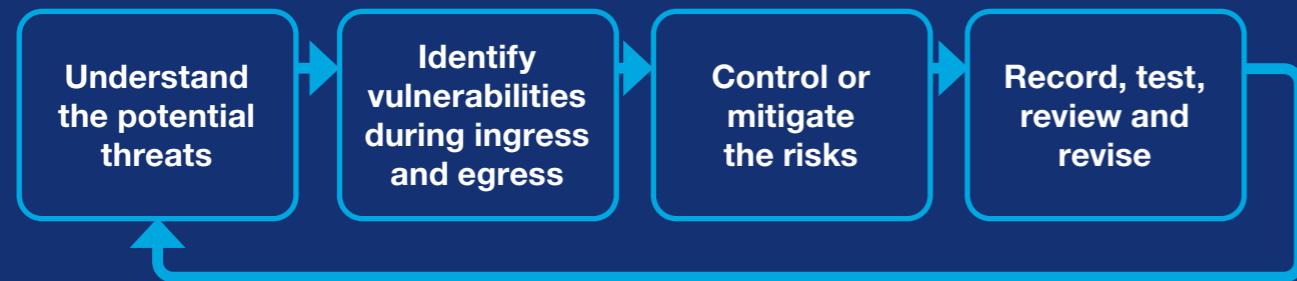 Understand
the potential
threats
Identify
vulnerabilities
during ingress
and egress
Control or
mitigate
the risks
Record, test,
review and
revise